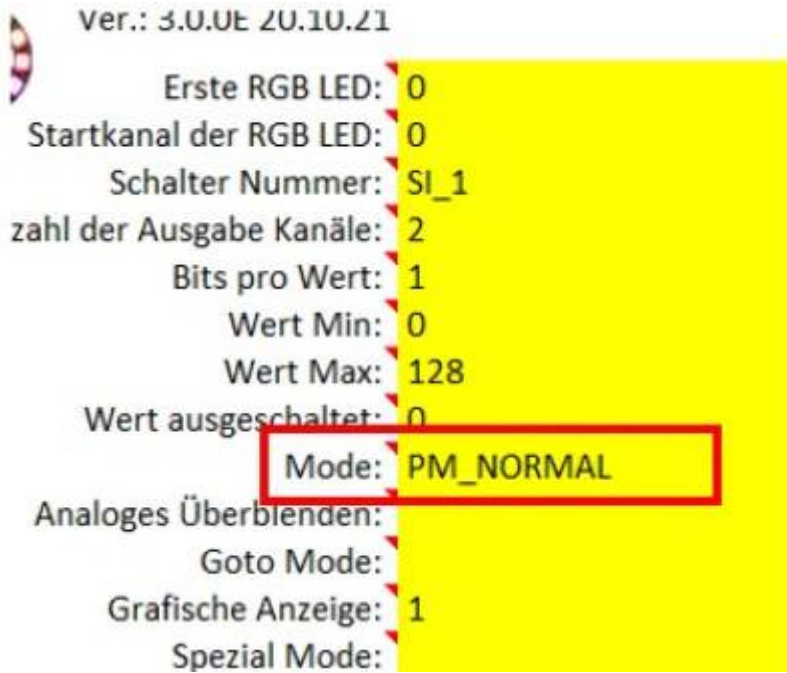 Ver.: 3.0.0E 20.10.21
Erste RGB LED: 0
Startkanal der RGB LED: 0
Schalter Nummer: SI_1
zahl der Ausgabe Kanäle: 2
Bits pro Wert: 1
Wert Min: 0
Wert Max: 128
Wert ausgeschaltet: 0
Mode: PM_NORMAL
Analoges Überblenden:
Goto Mode:
Grafische Anzeige: 1
Spezial Mode: